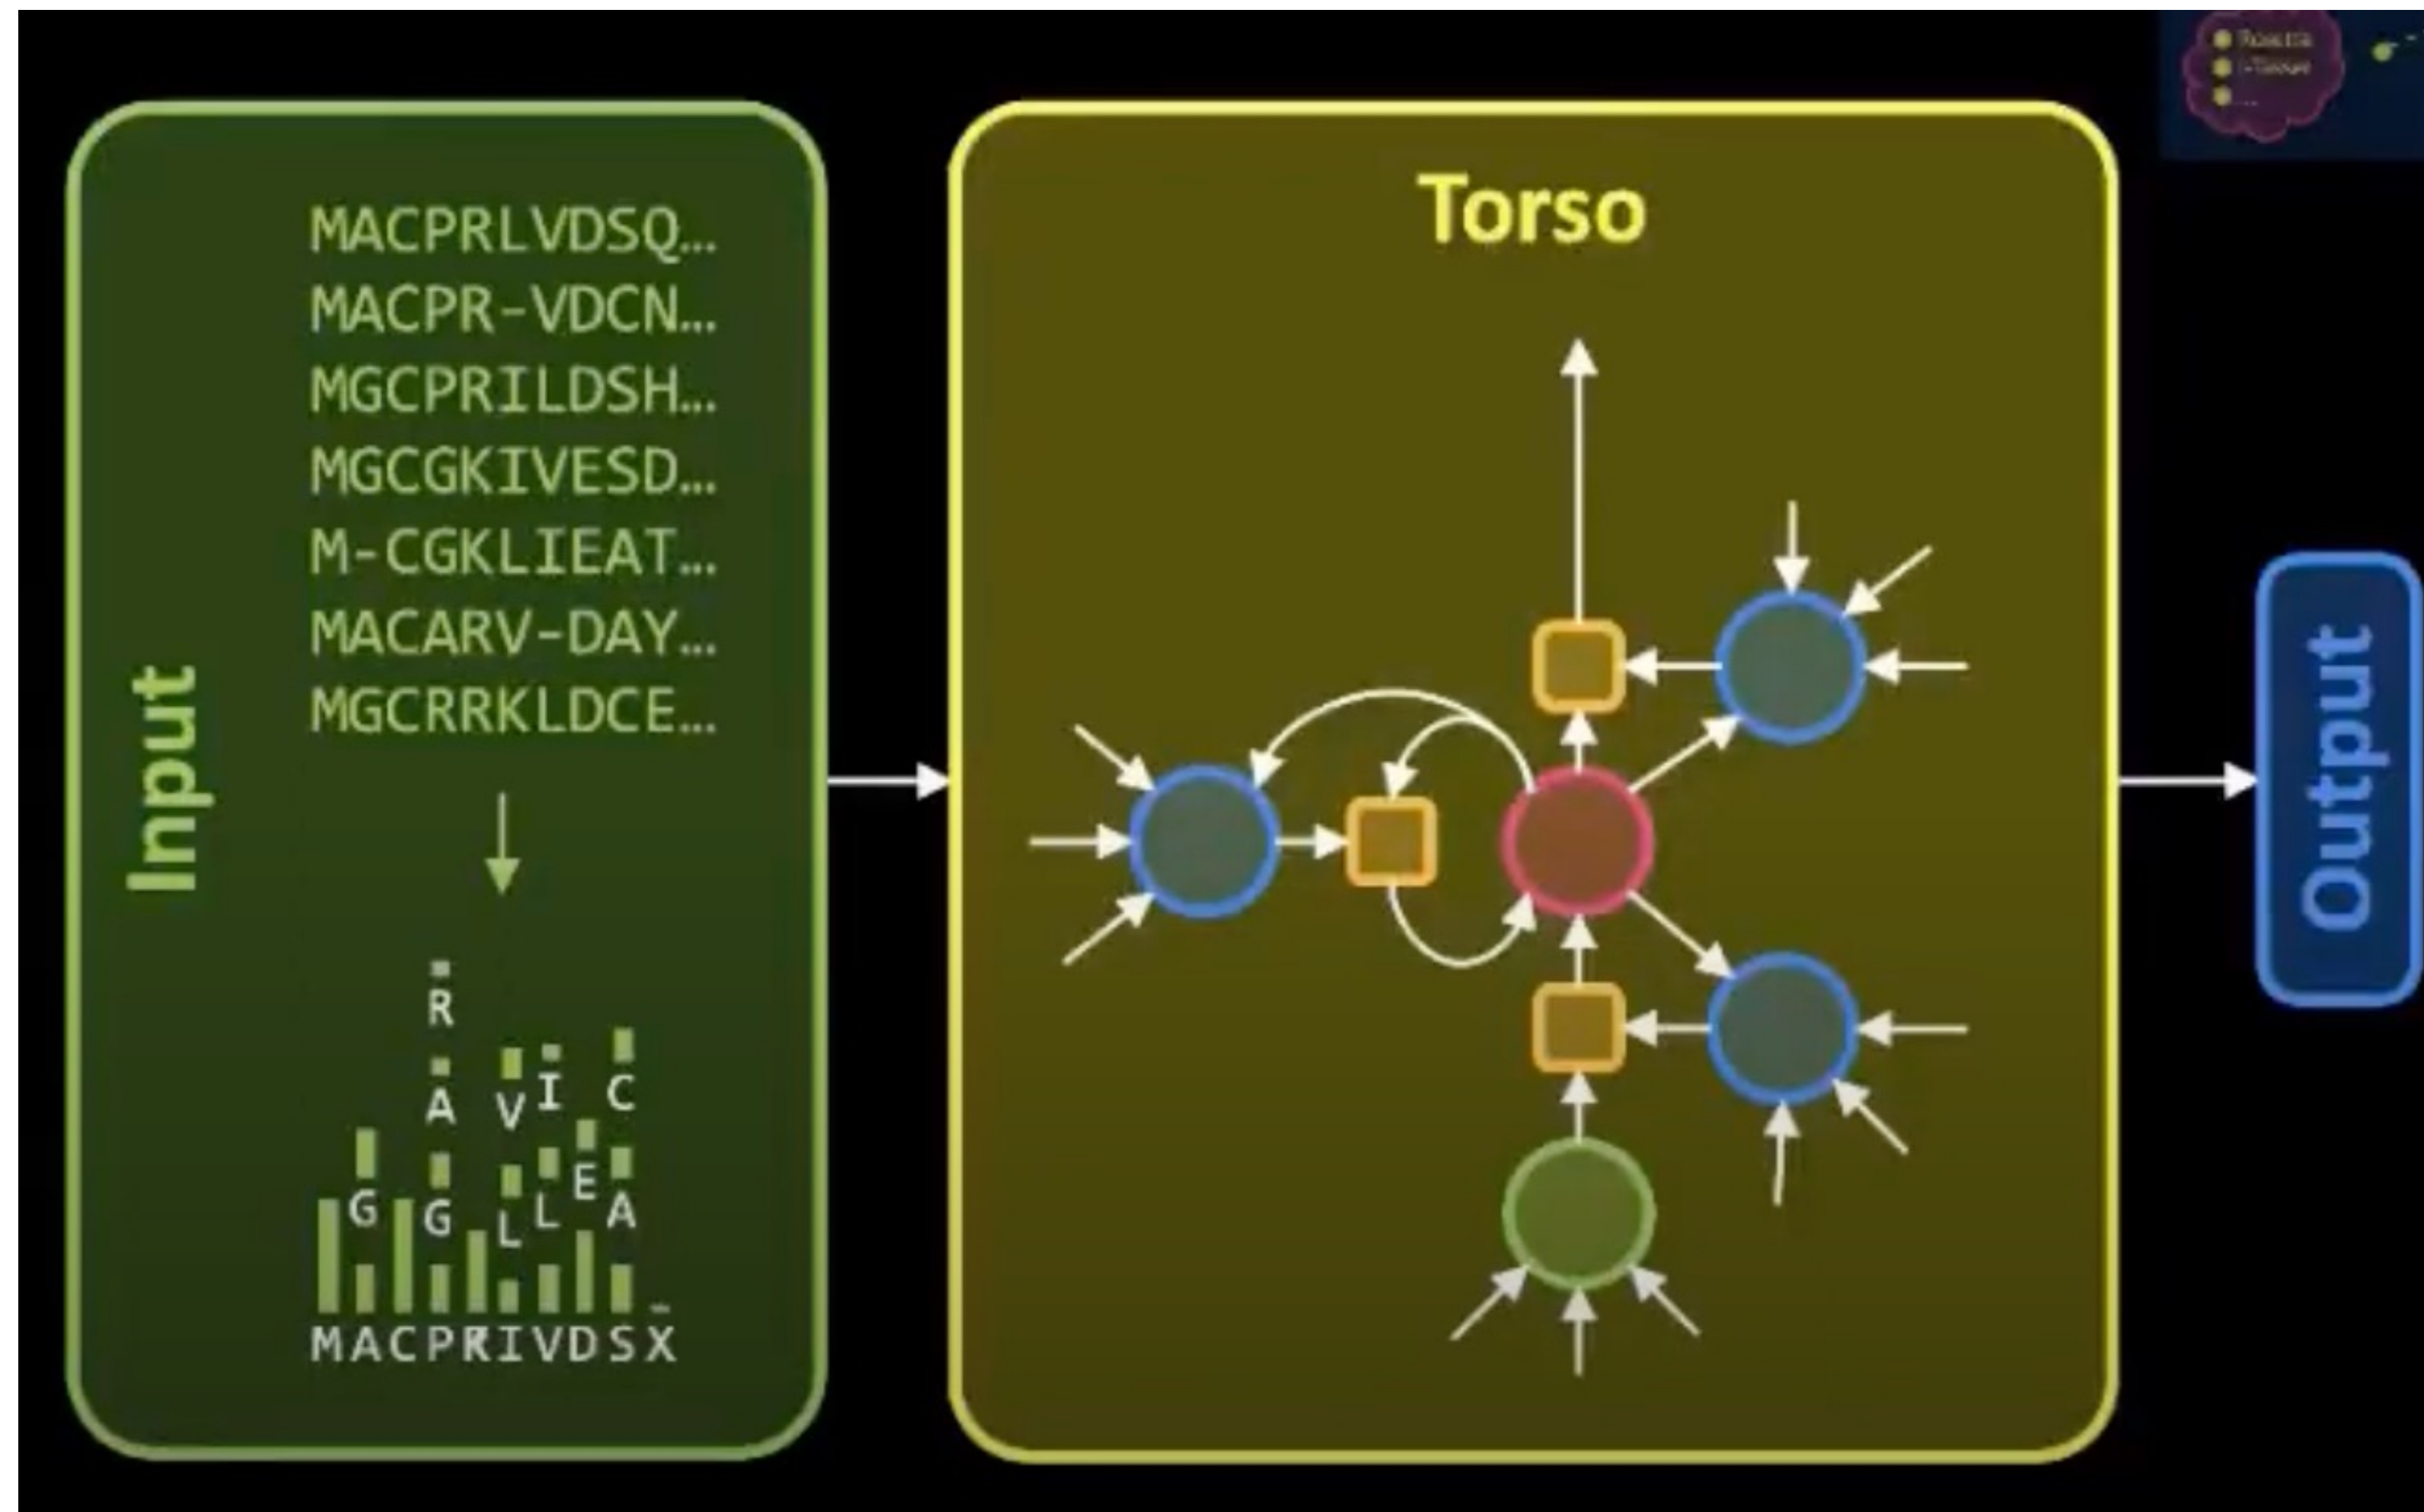 Input
MACPRLVDSQ...
MACPR-VDCN...
MGCPRILDSH...
MGCGKIVESD...
M-CGKLIEAT...
MACARV-DAY...
MGCRRKLDCE...
R
A V I C
G G L L E A
MACPRIVDSX
Torso
Output